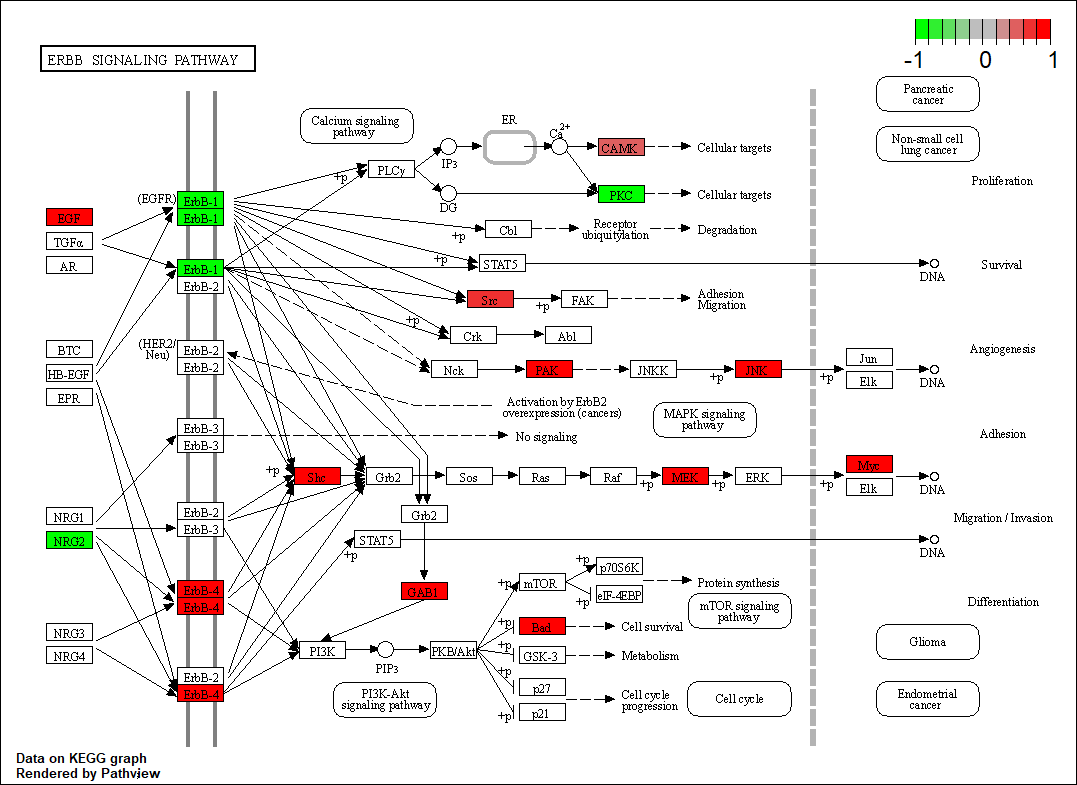 ERBB SIGNALING PATHWAY
-1 0 1
Pancreatic
cancer
Calcium signaling
pathway
ER
Ca2+
Non-small cell
lung cancer
CAMK
Cellular targets
IP3
PLCγ
+p
Proliferation
(EGFR)
ErbB-1
ErbB-1
DG
PKC
Cellular targets
EGF
TGFα
AR
Cbl
+p
Receptor
ubiquitylation
Degradation
ErbB-1
ErbB-2
+p
STAT5
DNA
Survival
Src
+p
FAK
Adhesion
Migration
+p
Crk
Abl
BTC
HB-EGF
EPR
(HER2/
Neu)
ErbB-2
ErbB-2
Nck
PAK
JNKK
+p
JNK
+p
Jun
Elk
DNA
Angiogenesis
Activation by ErbB2
overexpression (cancers)
MAPK signaling
pathway
ErbB-3
ErbB-3
No signaling
Adhesion
+p
Shc
Grb2
Sos
Ras
Raf
+p
MEK
+p
ERK
+p
Myc
Elk
DNA
NRG1
NRG2
ErbB-2
ErbB-3
Grb2
Migration / Invasion
STAT5
+p
DNA
ErbB-4
ErbB-4
GAB1
+p
mTOR
+p
p70S6K
+p
eIF-4EBP
Protein synthesis
mTOR signaling
pathway
Differentiation
NRG3
NRG4
+p
Bad
Cell survival
PI3K
PIP3
PKB/Akt
+p
GSK-3
Metabolism
Glioma
ErbB-2
ErbB-4
PI3K-Akt
signaling pathway
+p
p27
+p
p21
Cell cycle
progression
Cell cycle
Endometrial
cancer
Data on KEGG graph
Rendered by Pathview